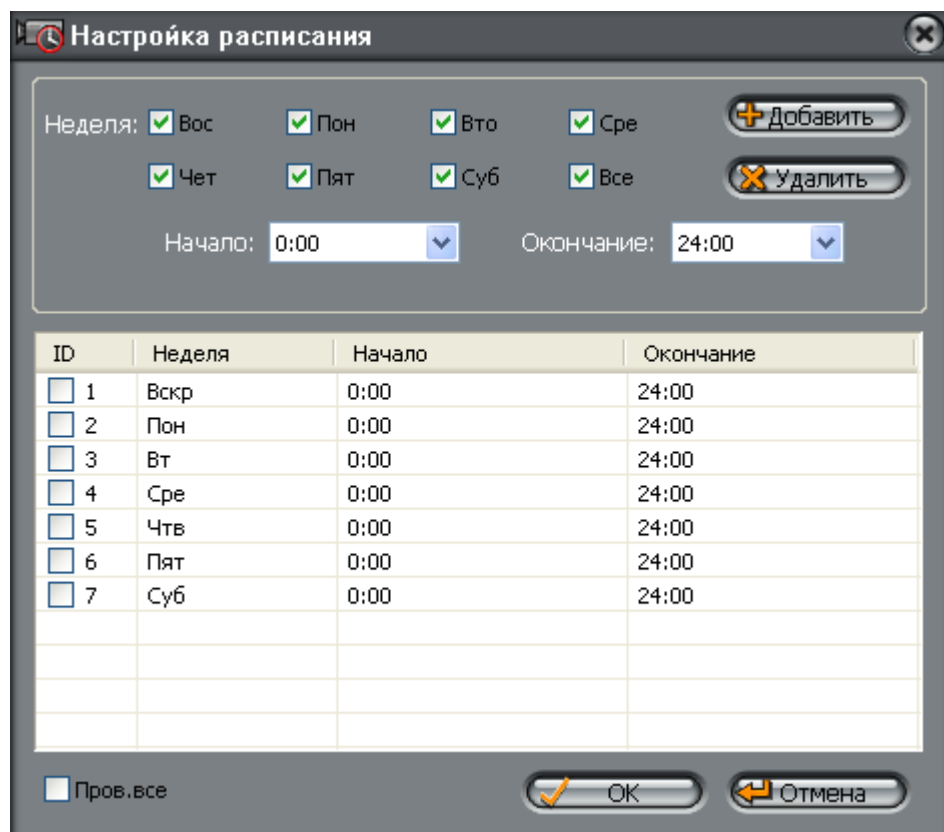 Настройка расписания
Неделя: Вос Пон Вто Сре Добавить
Чет Пят Суб Все Удалить
Начало: 0:00 Окончание: 24:00
ID Неделя Начало Окончание
1 Вскр 0:00 24:00
2 Пон 0:00 24:00
3 Вт 0:00 24:00
4 Сре 0:00 24:00
5 Чтв 0:00 24:00
6 Пят 0:00 24:00
7 Суб 0:00 24:00
Пров.все OK Отмена